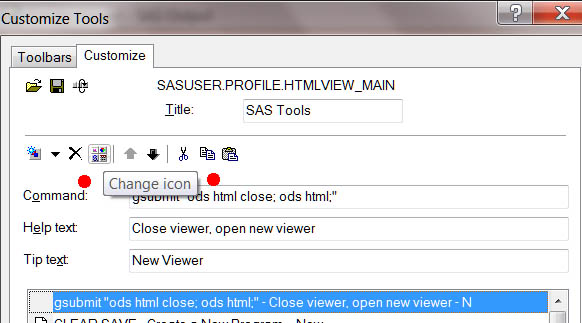 Customize Tools
Toolbars Customize
SASUSER.PROFILE.HTMLVIEW_MAIN
Title: SAS Tools
Change icon
Command: gsubmit "ods html close; ods html;"
Help text: Close viewer, open new viewer
Tip text: New Viewer
gsubmit "ods html close; ods html;" - Close viewer, open new viewer - N
CLEAR SAVE - Create a New Program - New